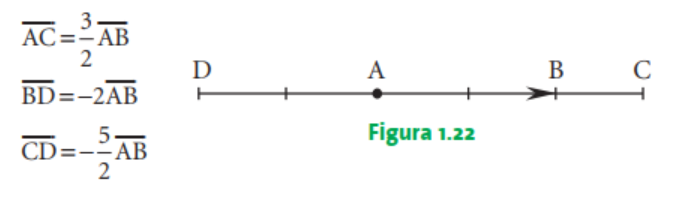 AC = 3/2 AB
BD = –2AB
CD = – 5/2 AB
D A B C
Figura 1.22